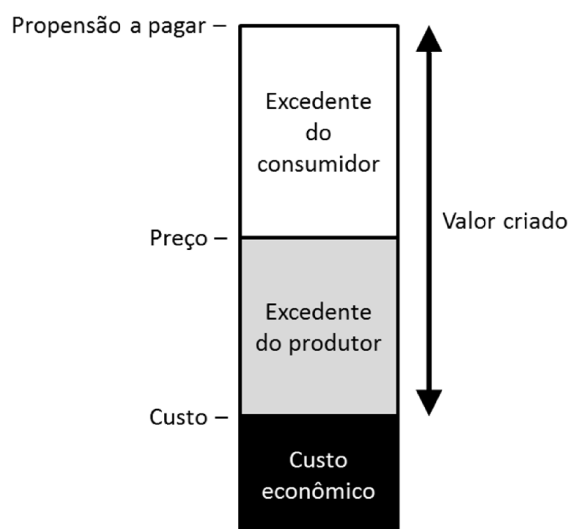 Propensão a pagar –
Excedente
do
consumidor
Valor criado
Preço –
Excedente
do produtor
Custo –
Custo
econômico